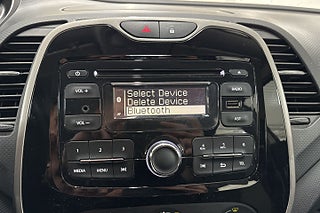 VOL +
RADIO
Select Device
Delete Device
Bluetooth
VOL −
1 2 3
4 5 6
MEDIA MENU